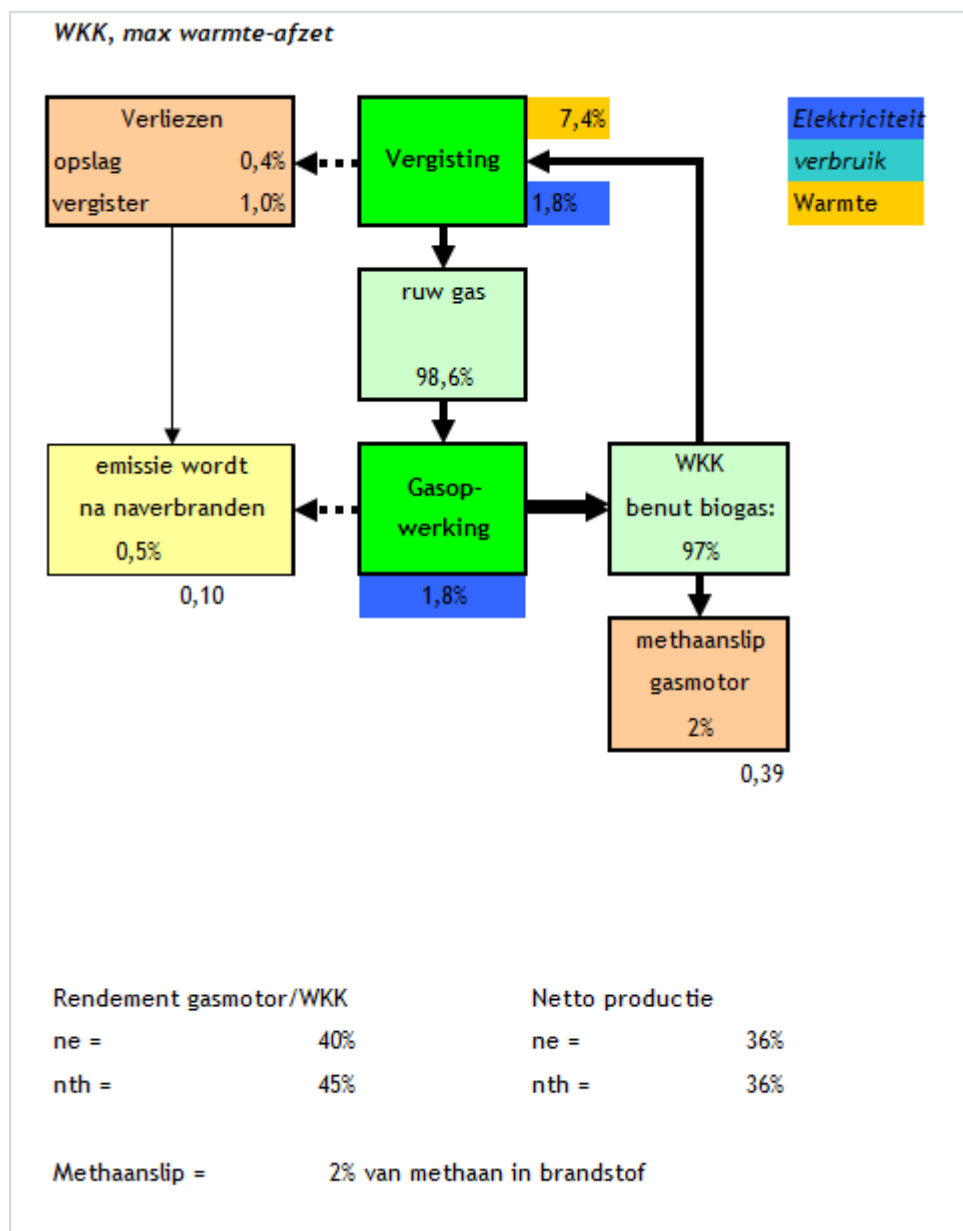 WKK, max warmte-afzet
Verliezen
opslag 0,4%
vergister 1,0%
Vergisting
7,4%
1,8%
Elektriciteit
verbruik
Warmte
ruw gas
98,6%
emissie wordt
na naverbranden
0,5%
0,10
Gasop-
werking
1,8%
WKK
benut biogas:
97%
methaanslip
gasmotor
2%
0,39
Rendement gasmotor/WKK
ne = 40%
nth = 45%
Netto productie
ne = 36%
nth = 36%
Methaanslip = 2% van methaan in brandstof